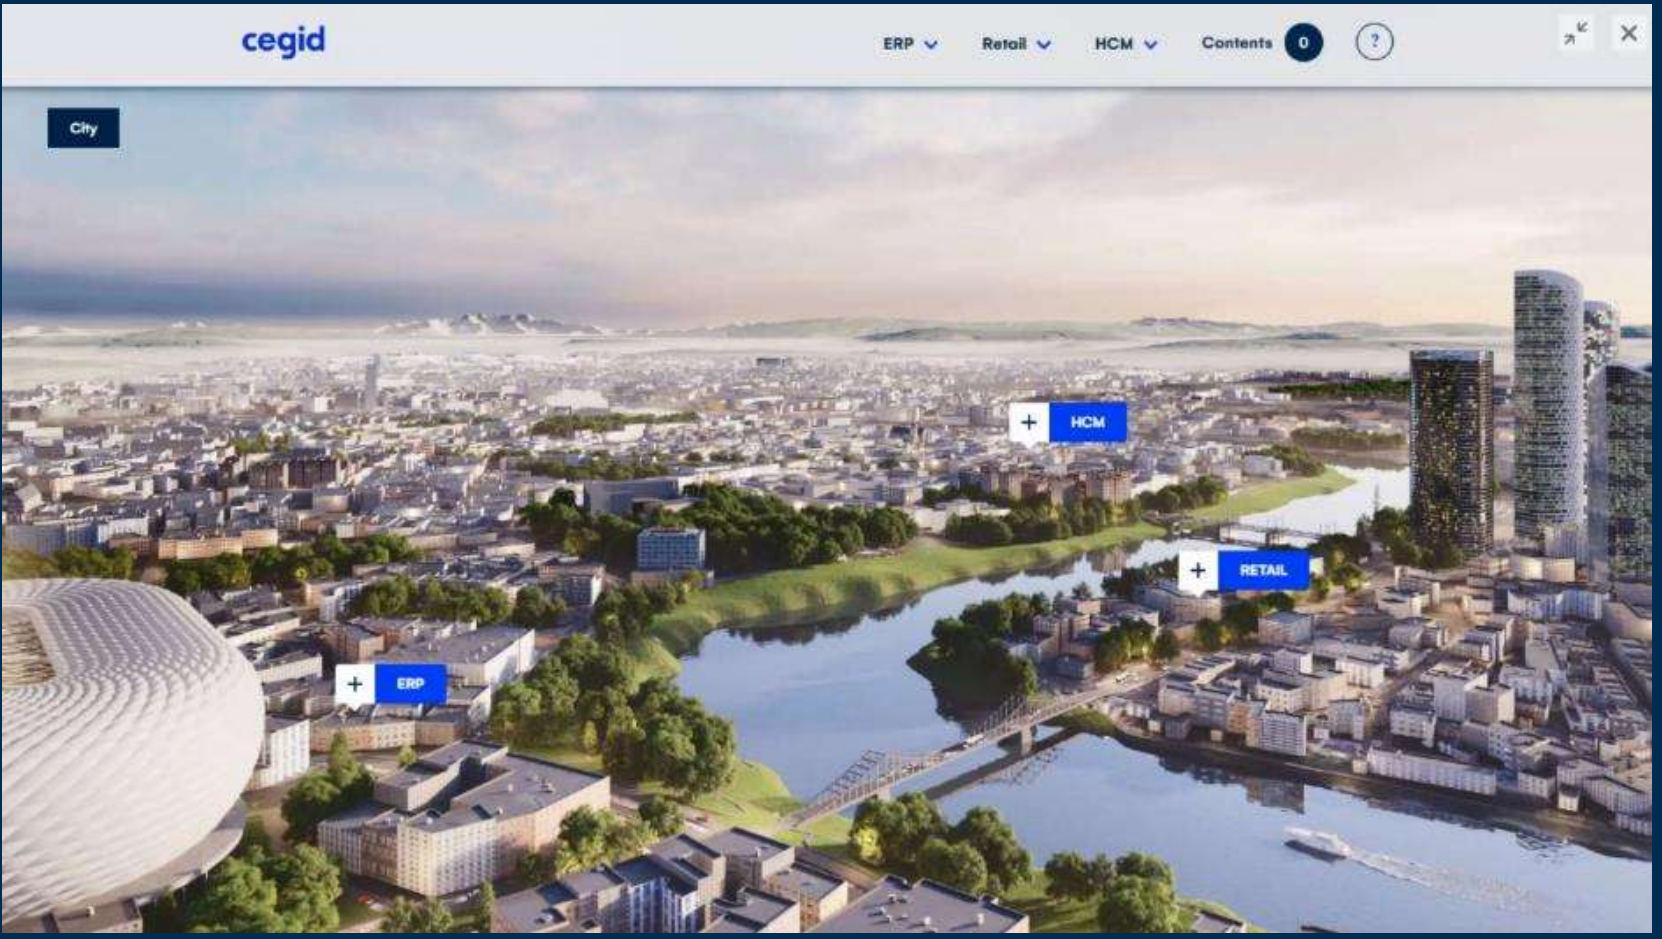 cegid
ERP
Retail
HCM
Contents 0
?
City
HCM
RETAIL
ERP